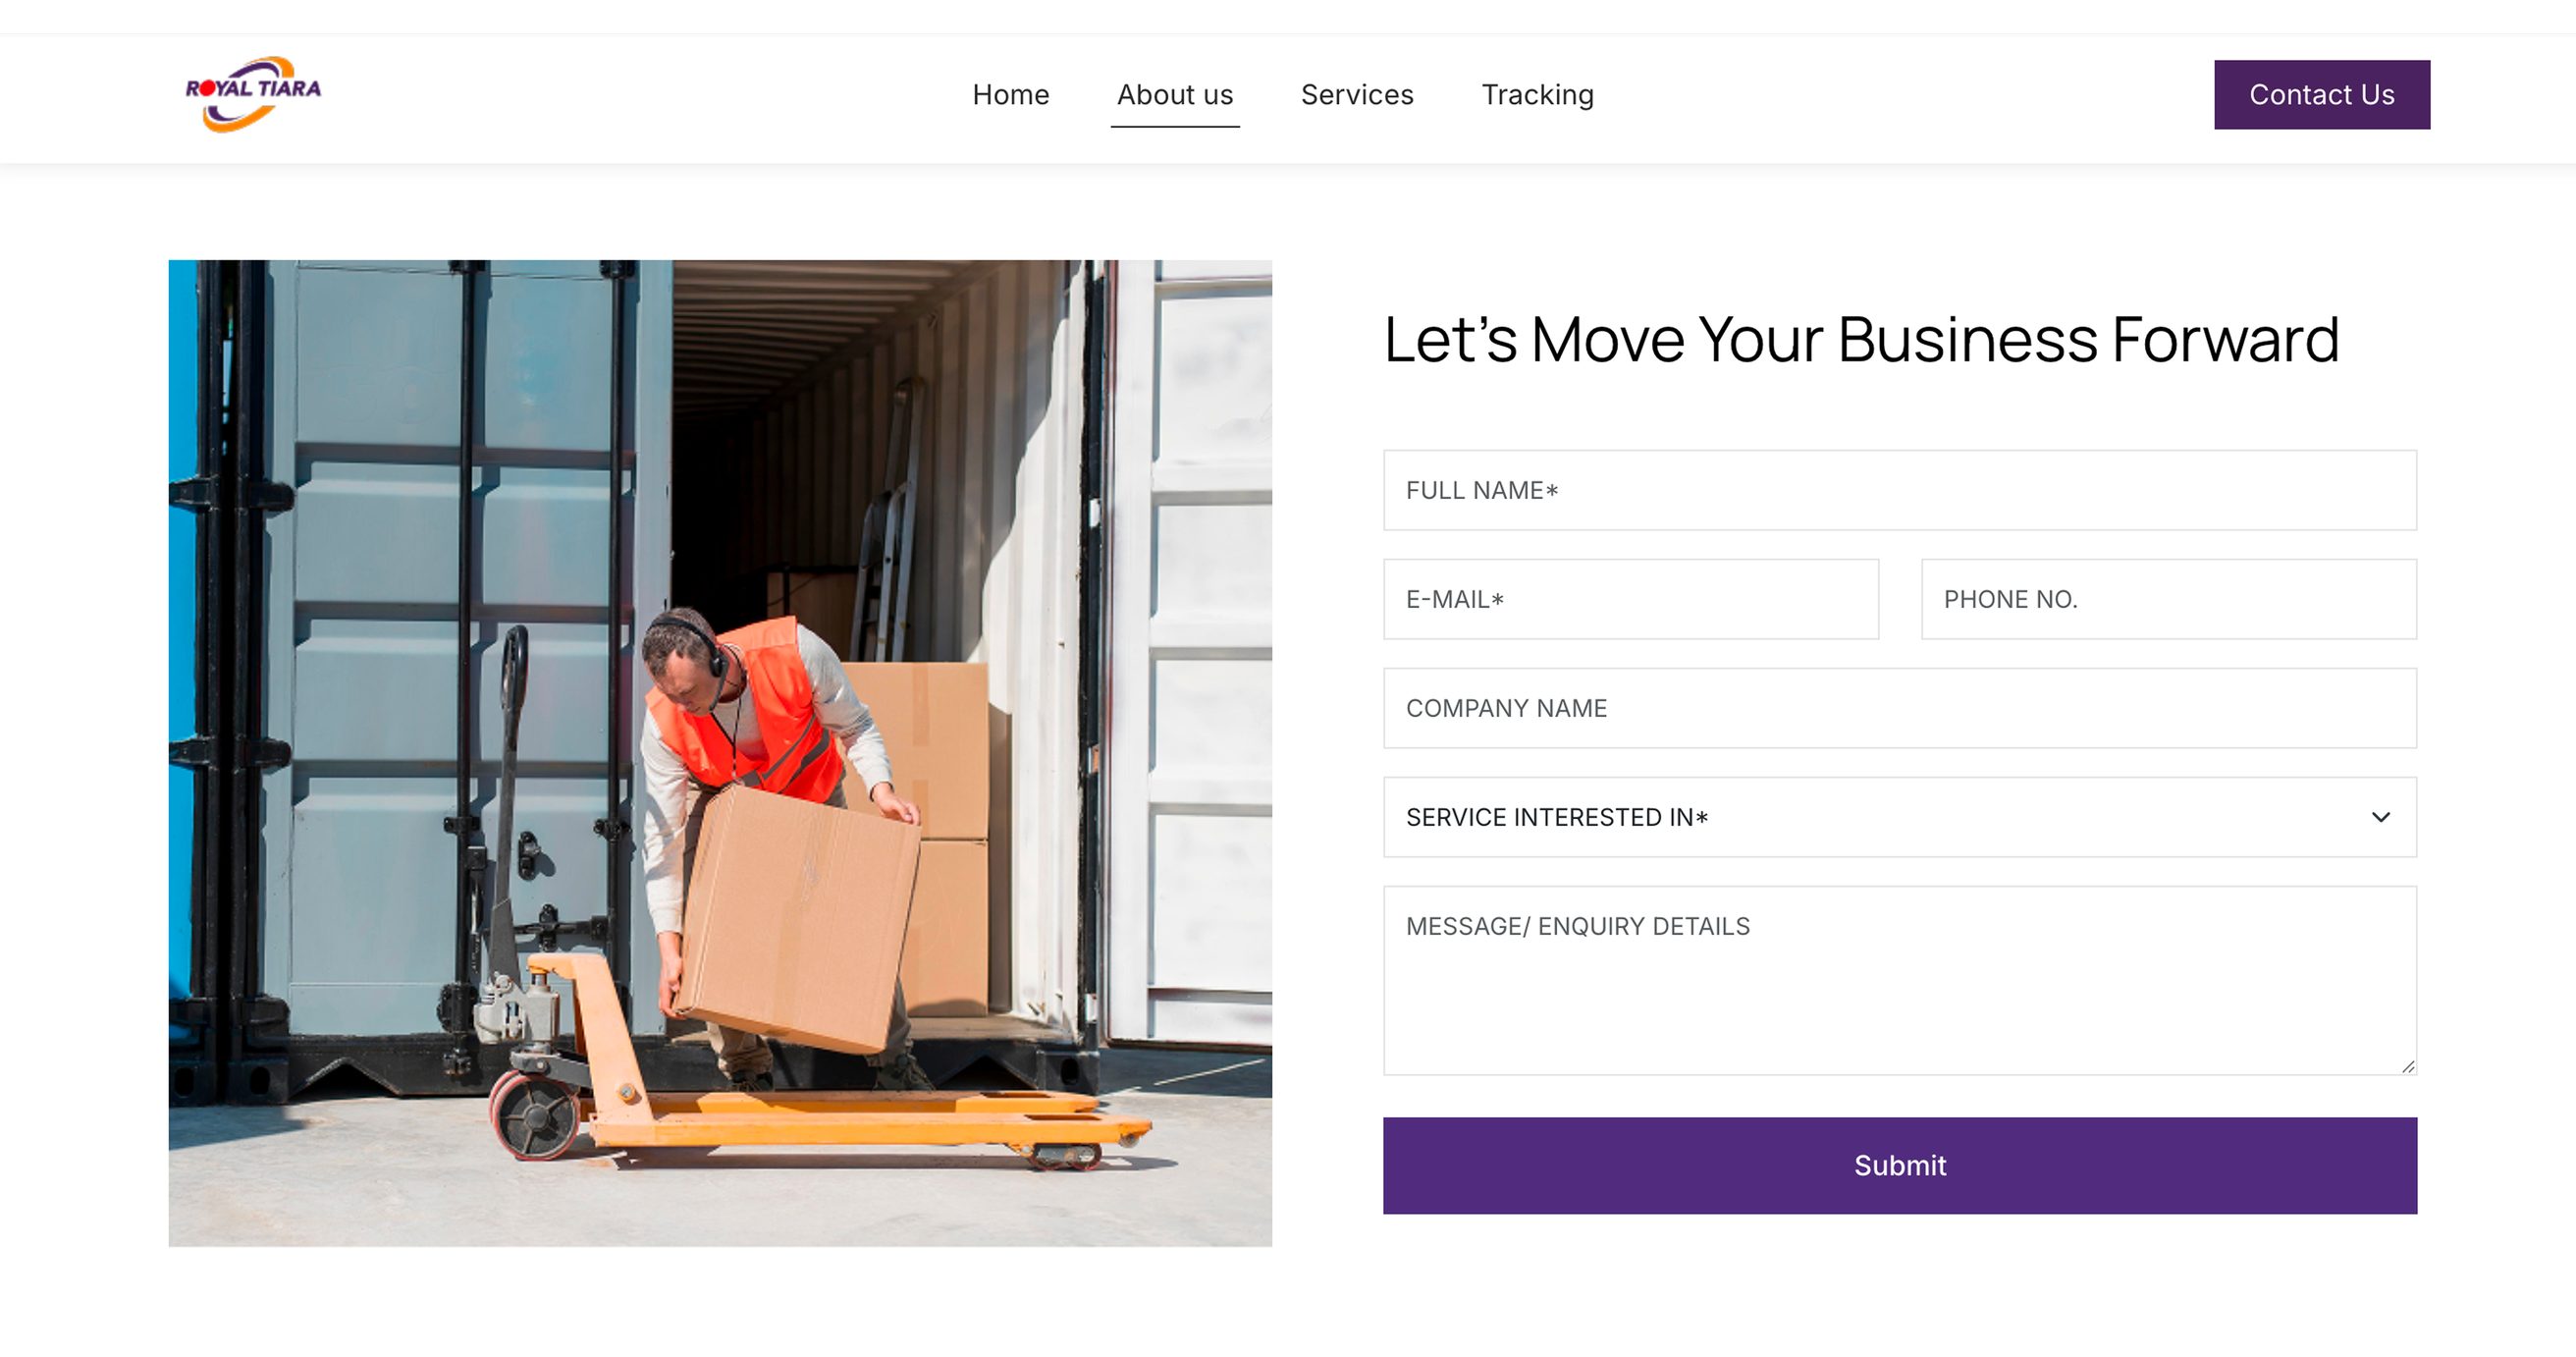 ROYAL TIARA
Home
About us
Services
Tracking
Contact Us
Let's Move Your Business Forward
FULL NAME*
E-MAIL*
PHONE NO.
COMPANY NAME
SERVICE INTERESTED IN*
MESSAGE/ ENQUIRY DETAILS
Submit